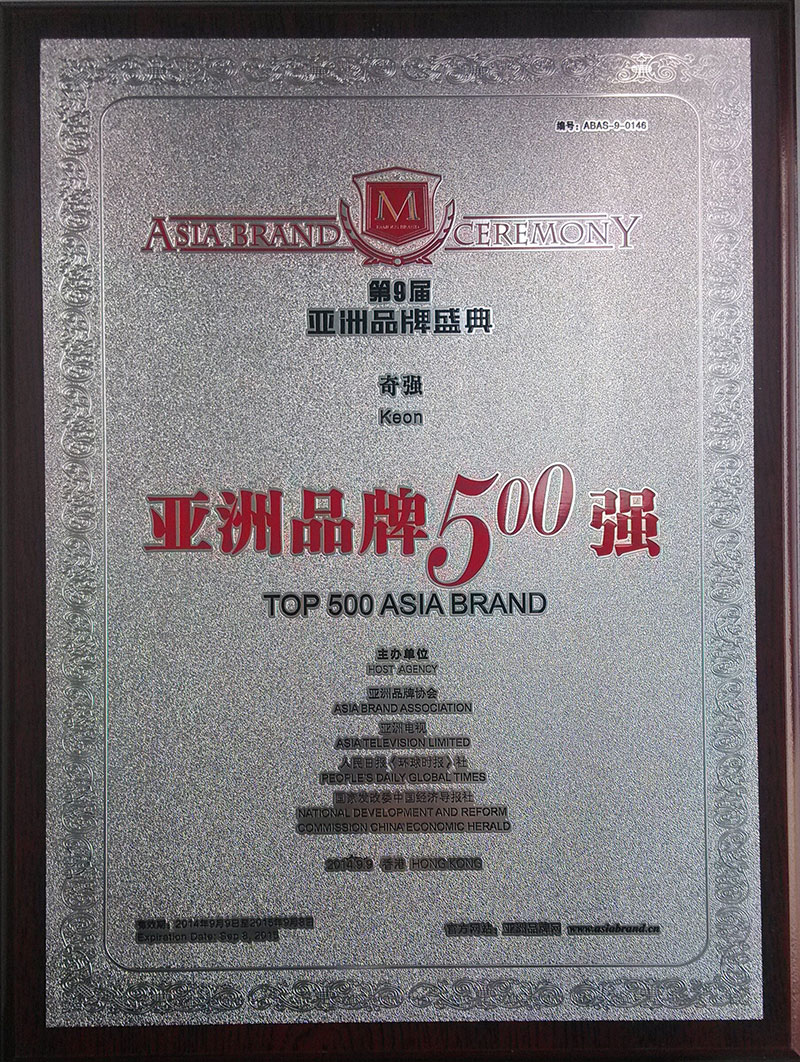 编号：ABAS-9-0146
ASIA BRAND CEREMONY
M
FAMOUS BRAND
第9届
亚洲品牌盛典
奇强
Keon
亚洲品牌500强
TOP 500 ASIA BRAND
主办单位
HOST AGENCY
亚洲品牌协会
ASIA BRAND ASSOCIATION
亚洲电视
ASIA TELEVISION LIMITED
人民日报《环球时报》社
PEOPLE'S DAILY GLOBAL TIMES
国家发改委中国经济导报社
NATIONAL DEVELOPMENT AND REFORM
COMMISSION CHINA ECONOMIC HERALD
2014.9.9 香港 HONG KONG
有效期：2014年9月9日至2015年9月8日
Expiration Date: Sep 8, 2015
官方网站：亚洲品牌网 www.asiabrand.cn